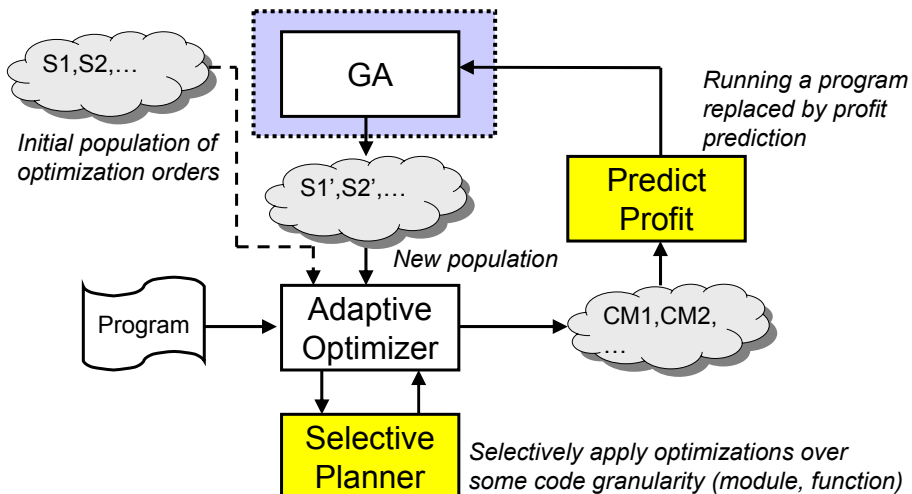 S1,S2,…
GA
Running a program
replaced by profit
prediction
Initial population of
optimization orders
S1',S2',…
Predict
Profit
New population
Program
Adaptive
Optimizer
CM1,CM2,
…
Selective
Planner
Selectively apply optimizations over
some code granularity (module, function)